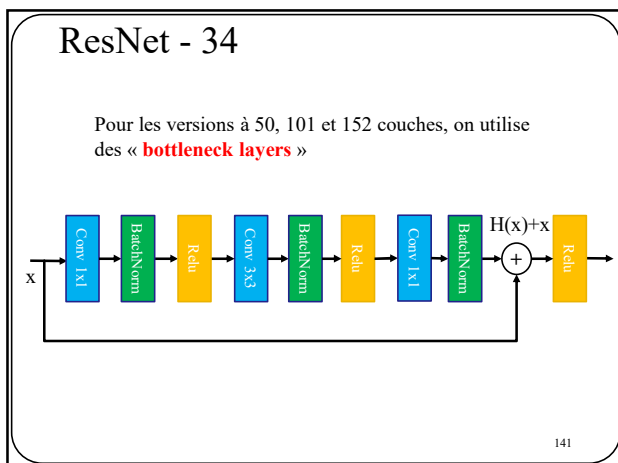 ResNet - 34
Pour les versions à 50, 101 et 152 couches, on utilise
des « bottleneck layers »
H(x)+x
x
Conv 1x1
BatchNorm
Relu
Conv 3x3
BatchNorm
Relu
Conv 1x1
BatchNorm
+
Relu
141